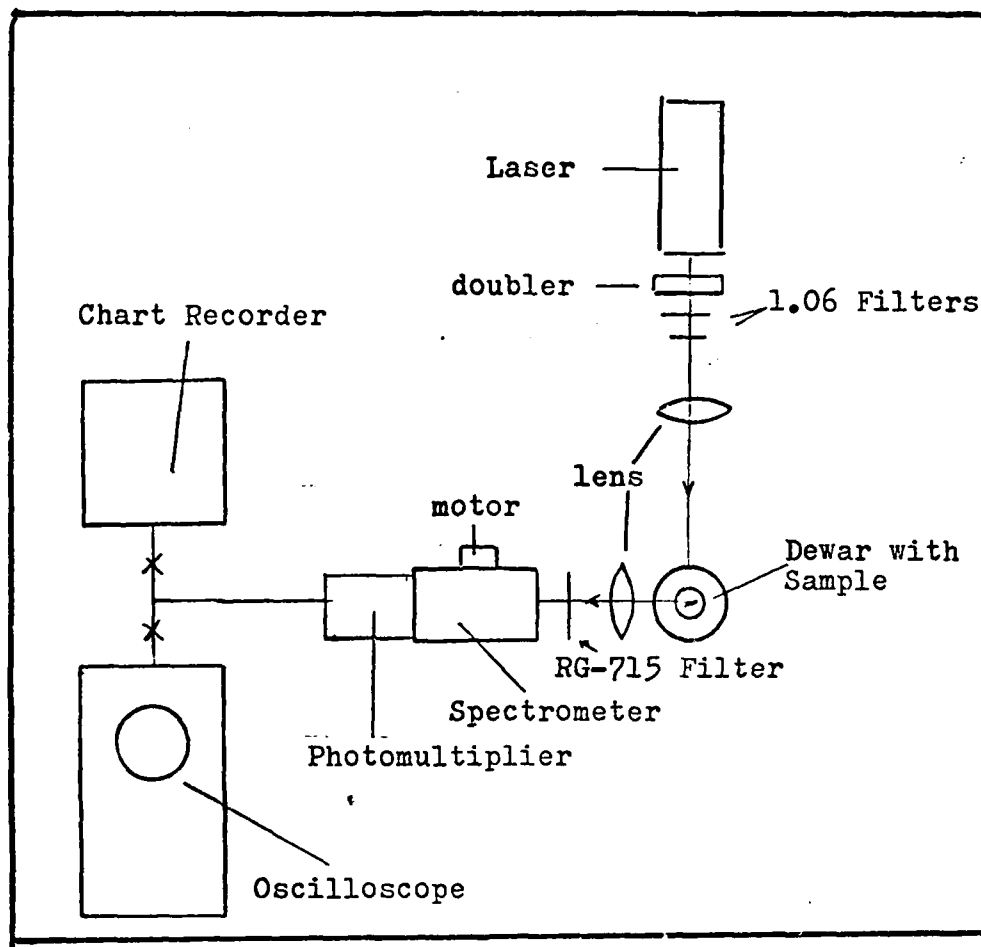 Laser
doubler
1.06 Filters
Chart Recorder
lens
motor
Dewar with
Sample
RG-715 Filter
Spectrometer
Photomultiplier
Oscilloscope